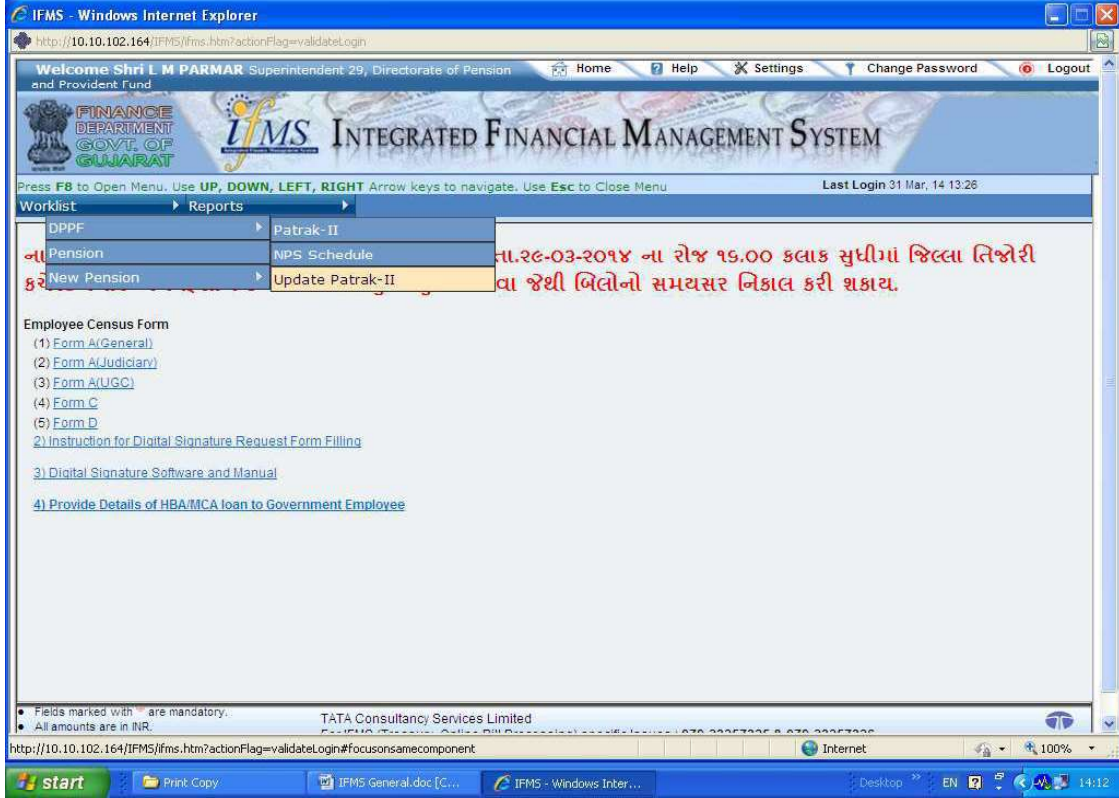 IFMS - Windows Internet Explorer
http://10.10.102.164/IFMS/ifms.htm?actionFlag=validateLogin
Welcome Shri L M PARMAR Superintendent 29, Directorate of Pension and Provident Fund
Home Help Settings Change Password Logout
FINANCE
DEPARTMENT
GOVT. OF
GUJARAT
IFMS INTEGRATED FINANCIAL MANAGEMENT SYSTEM
Press F8 to Open Menu. Use UP, DOWN, LEFT, RIGHT Arrow keys to navigate. Use Esc to Close Menu
Last Login 31 Mar, 14 13:26
Worklist Reports
DPPF Patrak-II
Pension NPS Schedule
New Pension Update Patrak-II
તા.૨૯-૦૩-૨૦૧૪ ના રોજ ૧૬.૦૦ કલાક સુધીમાં જિલ્લા તિજોરી
જેથી બિલોનો સમયસર નિકાલ કરી શકાય.
Employee Census Form
(1) Form A(General)
(2) Form A(Judiciary)
(3) Form A(UGC)
(4) Form C
(5) Form D
2) Instruction for Digital Signature Request Form Filling
3) Digital Signature Software and Manual
4) Provide Details of HBA/MCA loan to Government Employee
Fields marked with * are mandatory.
All amounts are in INR.
TATA Consultancy Services Limited
http://10.10.102.164/IFMS/ifms.htm?actionFlag=validateLogin#focusonsamecomponent
Internet
100%
start
Print Copy
IFMS General.doc [C...
IFMS - Windows Inter...
Desktop
EN
14:12